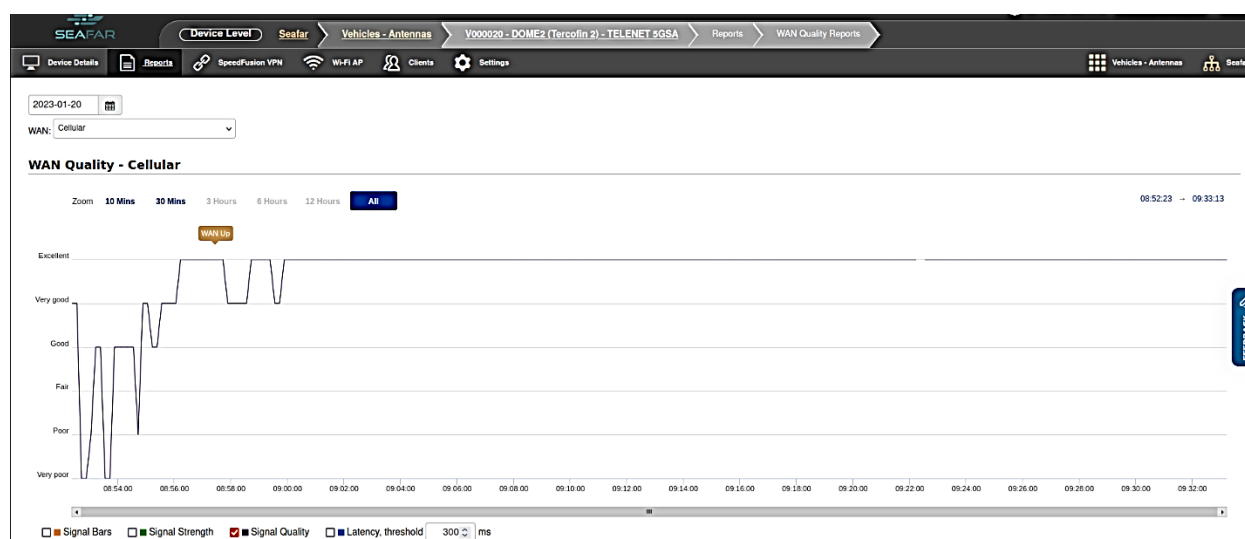 SEAFAR
Device Level Seafar Vehicles - Antennas V000020 - DOME2 (Tercofin 2) - TELENET 5GSA Reports WAN Quality Reports
Device Details Reports SpeedFusion VPN Wi-Fi AP Clients Settings Vehicles - Antennas Seafa
2023-01-20
WAN: Cellular
WAN Quality - Cellular
Zoom 10 Mins 30 Mins 3 Hours 6 Hours 12 Hours All 08:52:23 → 09:33:13
WAN Up
Excellent
Very good
Good
Fair
Poor
Very poor
08:54:00 08:56:00 08:58:00 09:00:00 09:02:00 09:04:00 09:06:00 09:08:00 09:10:00 09:12:00 09:14:00 09:16:00 09:18:00 09:20:00 09:22:00 09:24:00 09:26:00 09:28:00 09:30:00 09:32:00
Signal Bars Signal Strength Signal Quality Latency, threshold 300 ms